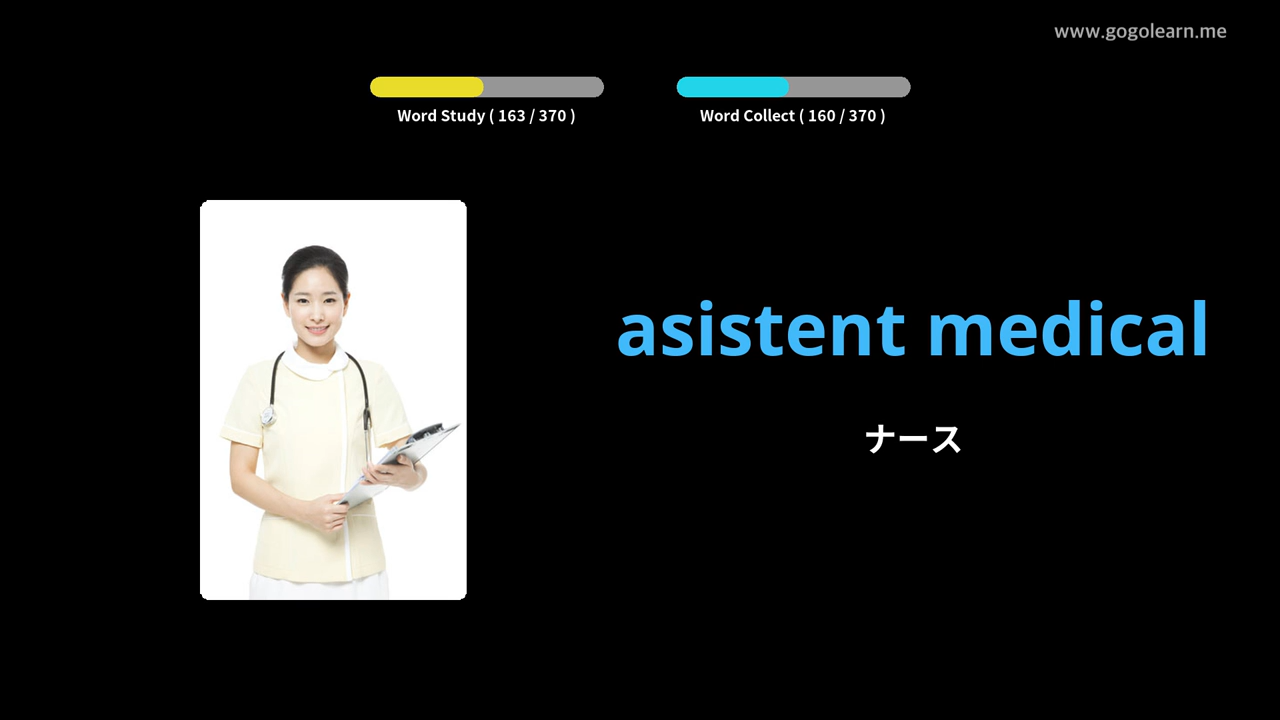 www.gogolearn.me
Word Study ( 163 / 370 )
Word Collect ( 160 / 370 )
asistent medical
ナース